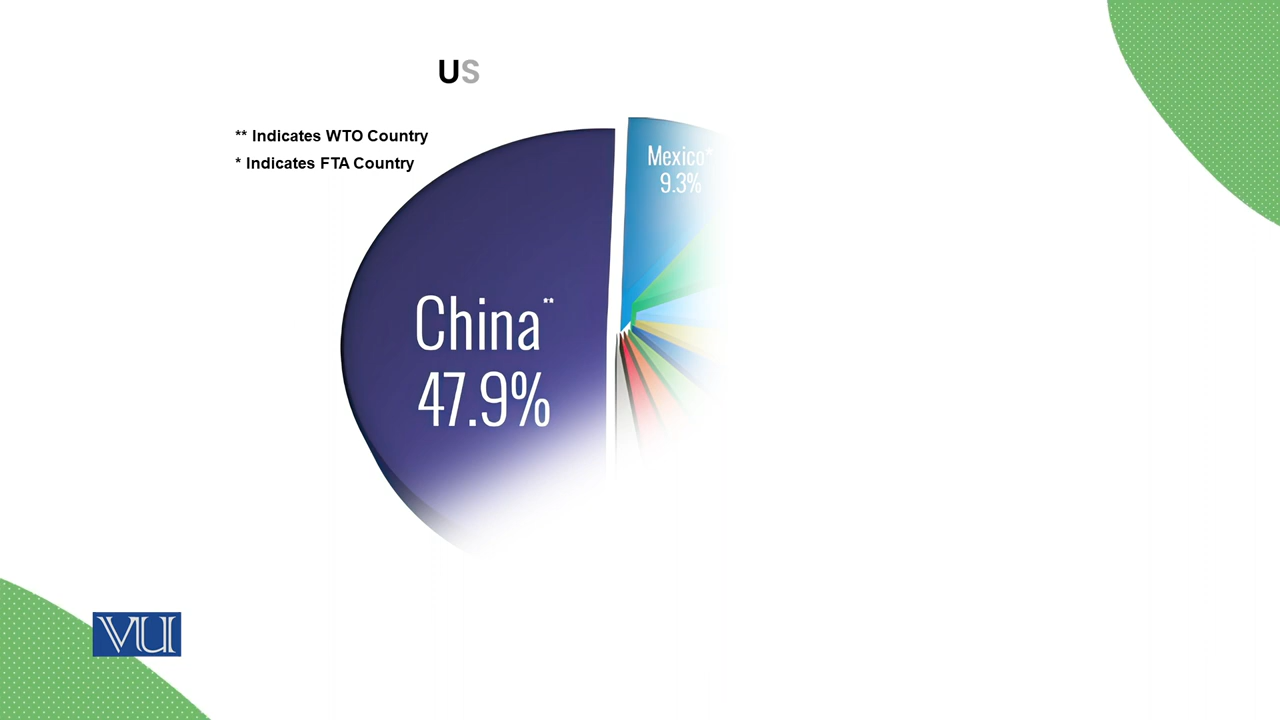 US
** Indicates WTO Country
* Indicates FTA Country
Mexico*
9.3%
China**
47.9%
VU